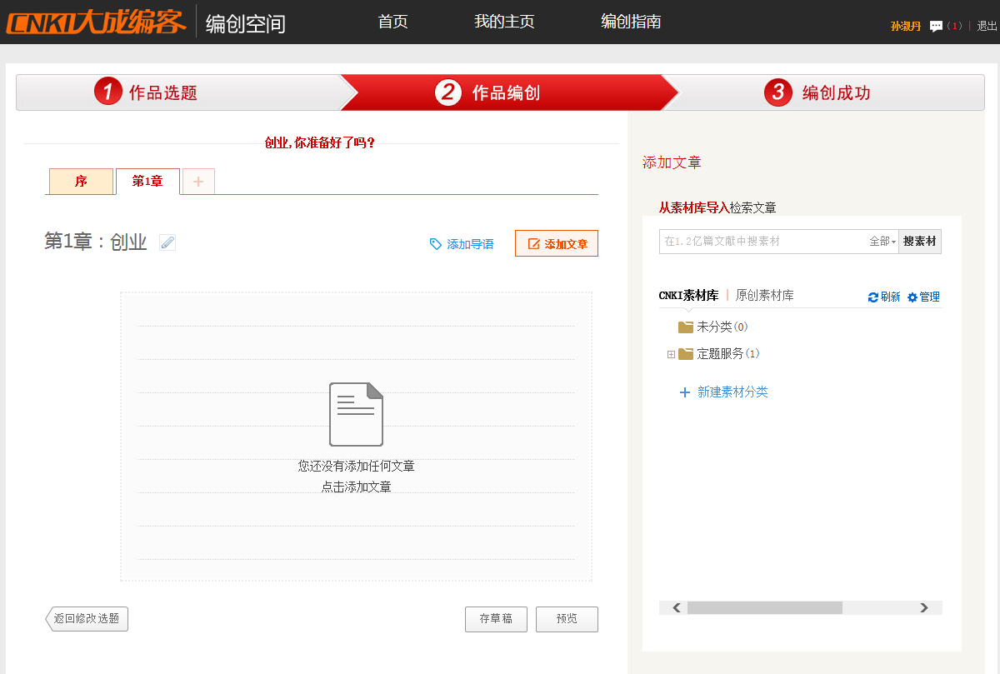 CNKI大成编客 编创空间 首页 我的主页 编创指南 孙淑丹 (1) | 退出
1 作品选题 2 作品编创 3 编创成功
创业,你准备好了吗?
序 第1章 +
第1章：创业 添加导语 添加文章
您还没有添加任何文章
点击添加文章
返回修改选题 存草稿 预览
添加文章
从素材库导入检索文章
在1.2亿篇文献中搜素材 全部 搜素材
CNKI素材库 | 原创素材库 刷新 管理
未分类(0)
定题服务(1)
+ 新建素材分类